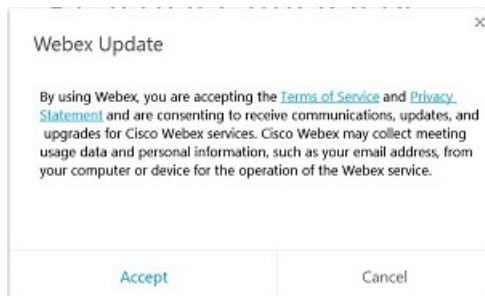 Webex Update
By using Webex, you are accepting the Terms of Service and Privacy
Statement and are consenting to receive communications, updates, and
upgrades for Cisco Webex services. Cisco Webex may collect meeting
usage data and personal information, such as your email address, from
your computer or device for the operation of the Webex service.
Accept Cancel